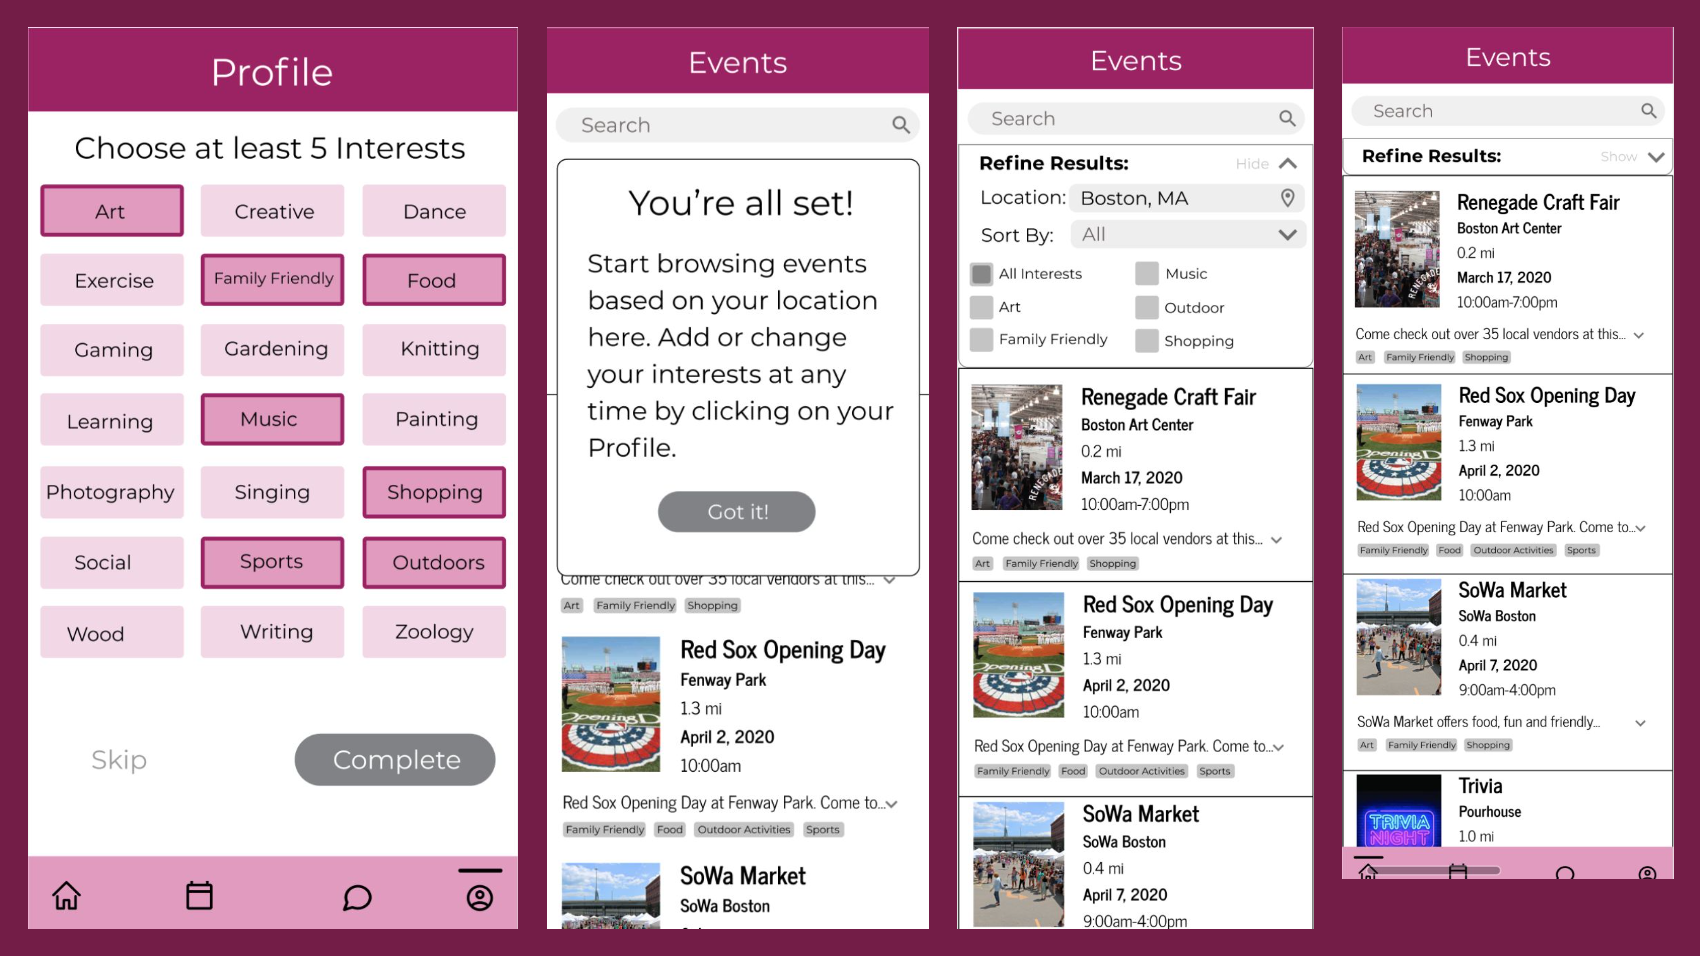 Profile
Choose at least 5 Interests
Art
Creative
Dance
Exercise
Family Friendly
Food
Gaming
Gardening
Knitting
Learning
Music
Painting
Photography
Singing
Shopping
Social
Sports
Outdoors
Wood
Writing
Zoology
Skip
Complete
Events
Search
You're all set!
Start browsing events
based on your location
here. Add or change
your interests at any
time by clicking on your
Profile.
Got it!
Come check out over 35 local vendors at this...
Art Family Friendly Shopping
Red Sox Opening Day
Fenway Park
1.3 mi
April 2, 2020
10:00am
Red Sox Opening Day at Fenway Park. Come to...
Family Friendly Food Outdoor Activities Sports
SoWa Market
SoWa Boston
Events
Search
Refine Results: Hide
Location: Boston, MA
Sort By: All
All Interests Music
Art Outdoor
Family Friendly Shopping
Renegade Craft Fair
Boston Art Center
0.2 mi
March 17, 2020
10:00am-7:00pm
RENEGADE
Come check out over 35 local vendors at this...
Art Family Friendly Shopping
Red Sox Opening Day
Fenway Park
1.3 mi
April 2, 2020
10:00am
Red Sox Opening Day at Fenway Park. Come to...
Family Friendly Food Outdoor Activities Sports
SoWa Market
SoWa Boston
0.4 mi
April 7, 2020
9:00am-4:00pm
Events
Search
Refine Results: Show
Renegade Craft Fair
Boston Art Center
0.2 mi
March 17, 2020
10:00am-7:00pm
RENEGADE
Come check out over 35 local vendors at this...
Art Family Friendly Shopping
Red Sox Opening Day
Fenway Park
1.3 mi
April 2, 2020
10:00am
Red Sox Opening Day at Fenway Park. Come to...
Family Friendly Food Outdoor Activities Sports
SoWa Market
SoWa Boston
0.4 mi
April 7, 2020
9:00am-4:00pm
SoWa Market offers food, fun and friendly...
Art Family Friendly Shopping
Trivia
Pourhouse
1.0 mi
TRIVIA
NIGHT